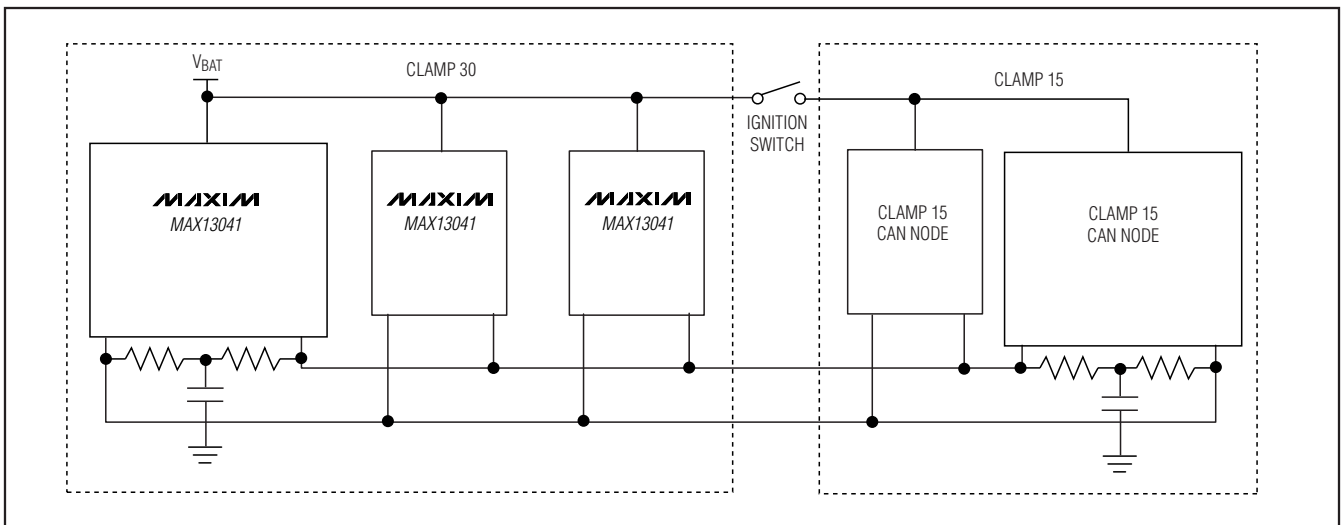 VBAT
CLAMP 30
CLAMP 15
IGNITION
SWITCH
MAXIM
MAX13041
MAXIM
MAX13041
MAXIM
MAX13041
CLAMP 15
CAN NODE
CLAMP 15
CAN NODE